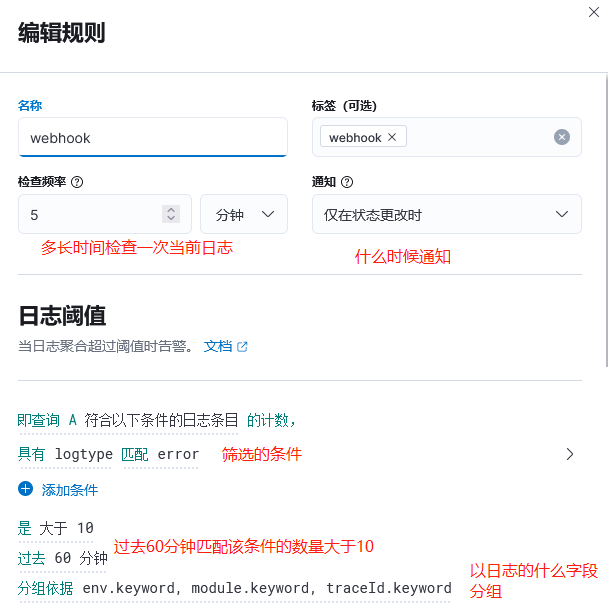 编辑规则
名称
标签（可选）
webhook
webhook
检查频率
通知
5
分钟
仅在状态更改时
多长时间检查一次当前日志
什么时候通知
日志阈值
当日志聚合超过阈值时告警。 文档
即查询 A 符合以下条件的日志条目 的计数，
具有 logtype 匹配 error
筛选的条件
添加条件
是 大于 10
过去 60 分钟
过去60分钟匹配该条件的数量大于10
分组依据 env.keyword, module.keyword, traceId.keyword
以日志的什么字段
分组